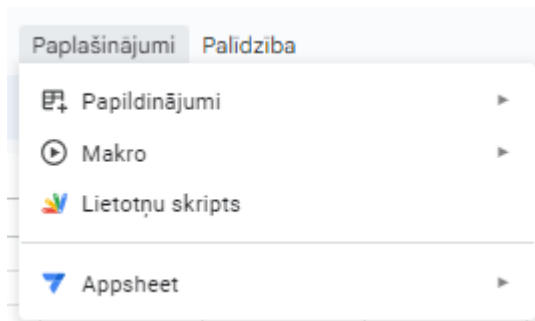 Paplašinājumi Palīdzība
Papildinājumi
Makro
Lietotņu skripts
Appsheet